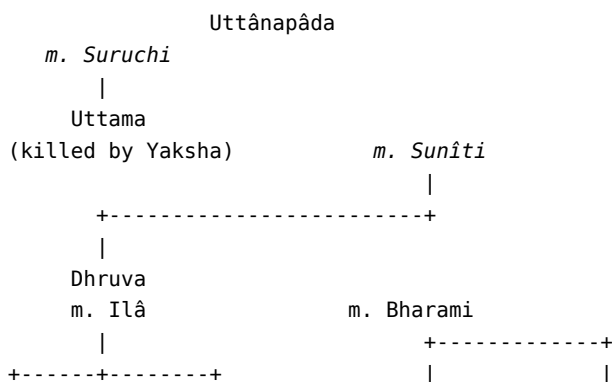 Uttânapâda
m. Suruchi
|
Uttama
(killed by Yaksha) m. Sunîti
|
+-------------------------+
|
Dhruva
m. Ilâ m. Bharami
| +-------------+
+------+--------+ | |